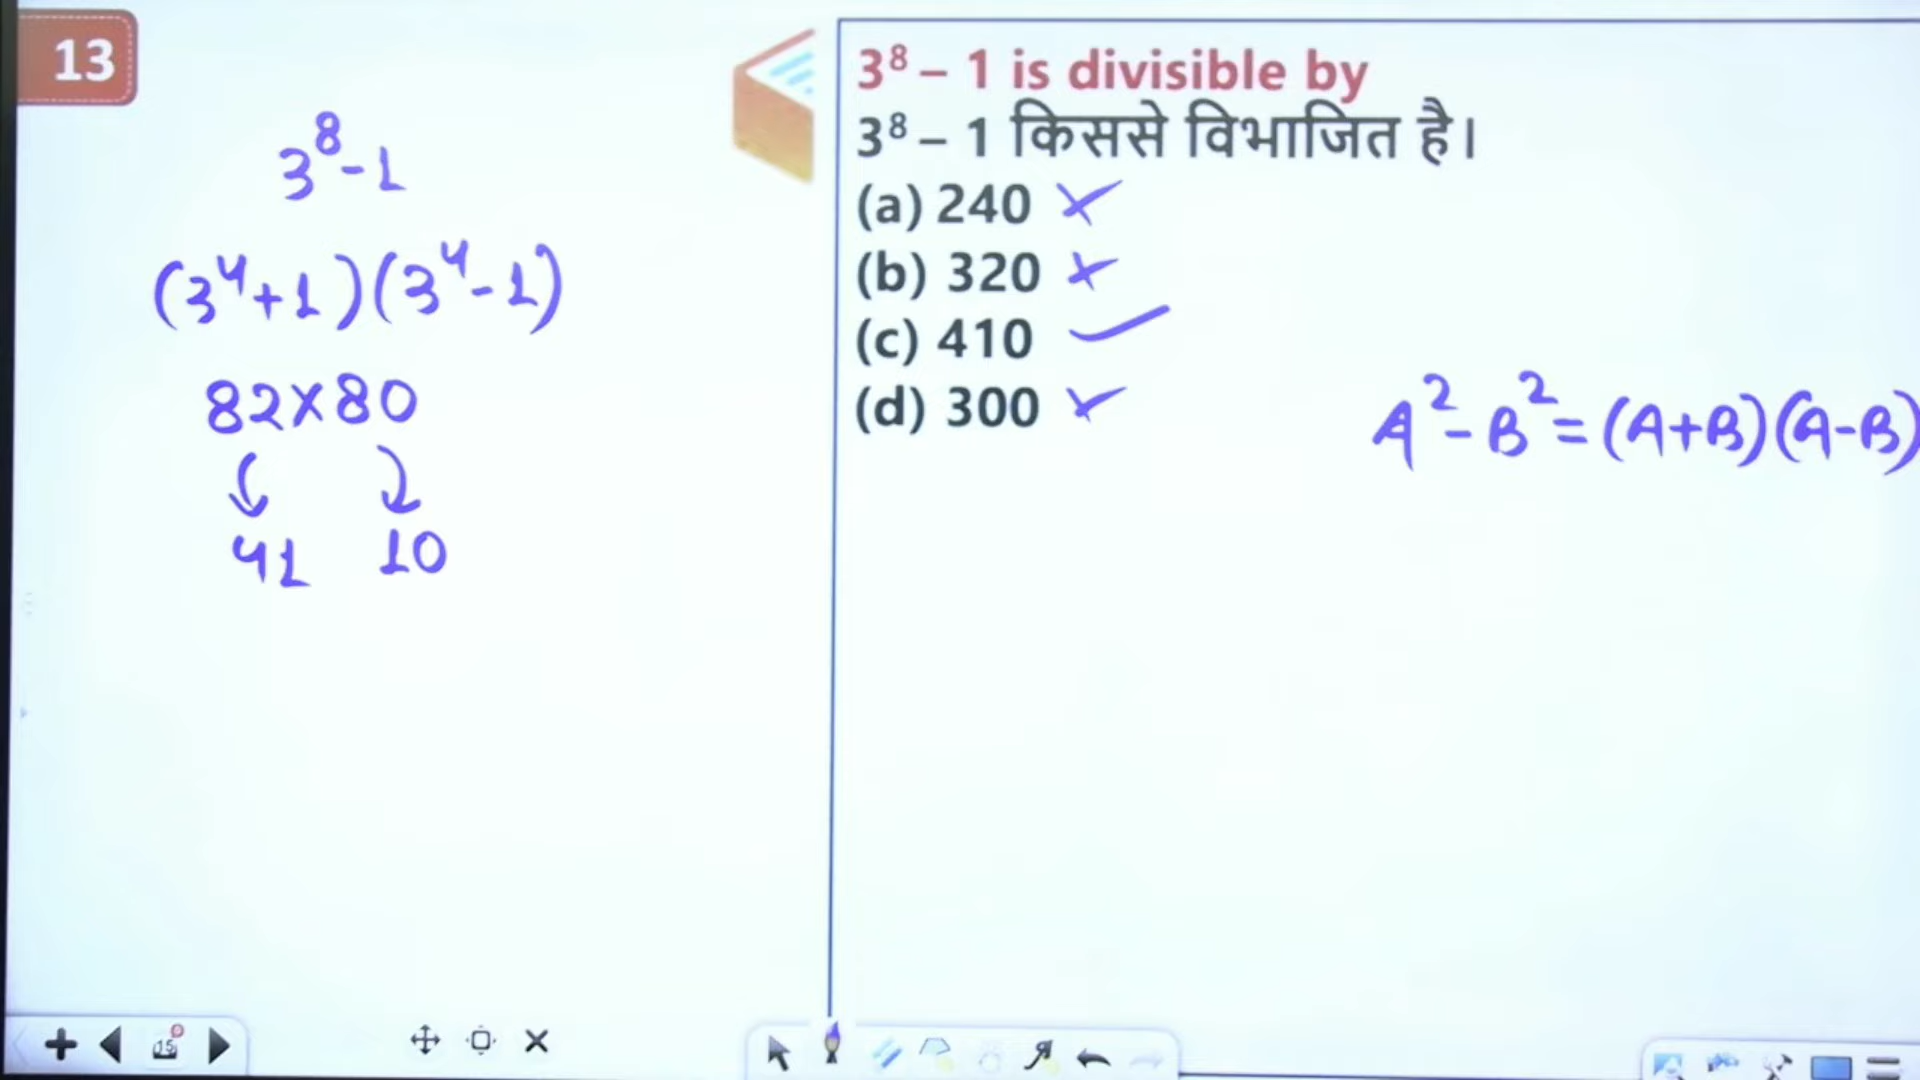 13
3⁸ – 1 is divisible by
3⁸ – 1 किससे विभाजित है।
(a) 240 ×
(b) 320 ×
(c) 410 ✓
(d) 300 ×
3⁸ - 1
(3⁴ + 1) (3⁴ - 1)
82 × 80
41 10
A² - B² = (A+B) (A-B)
15